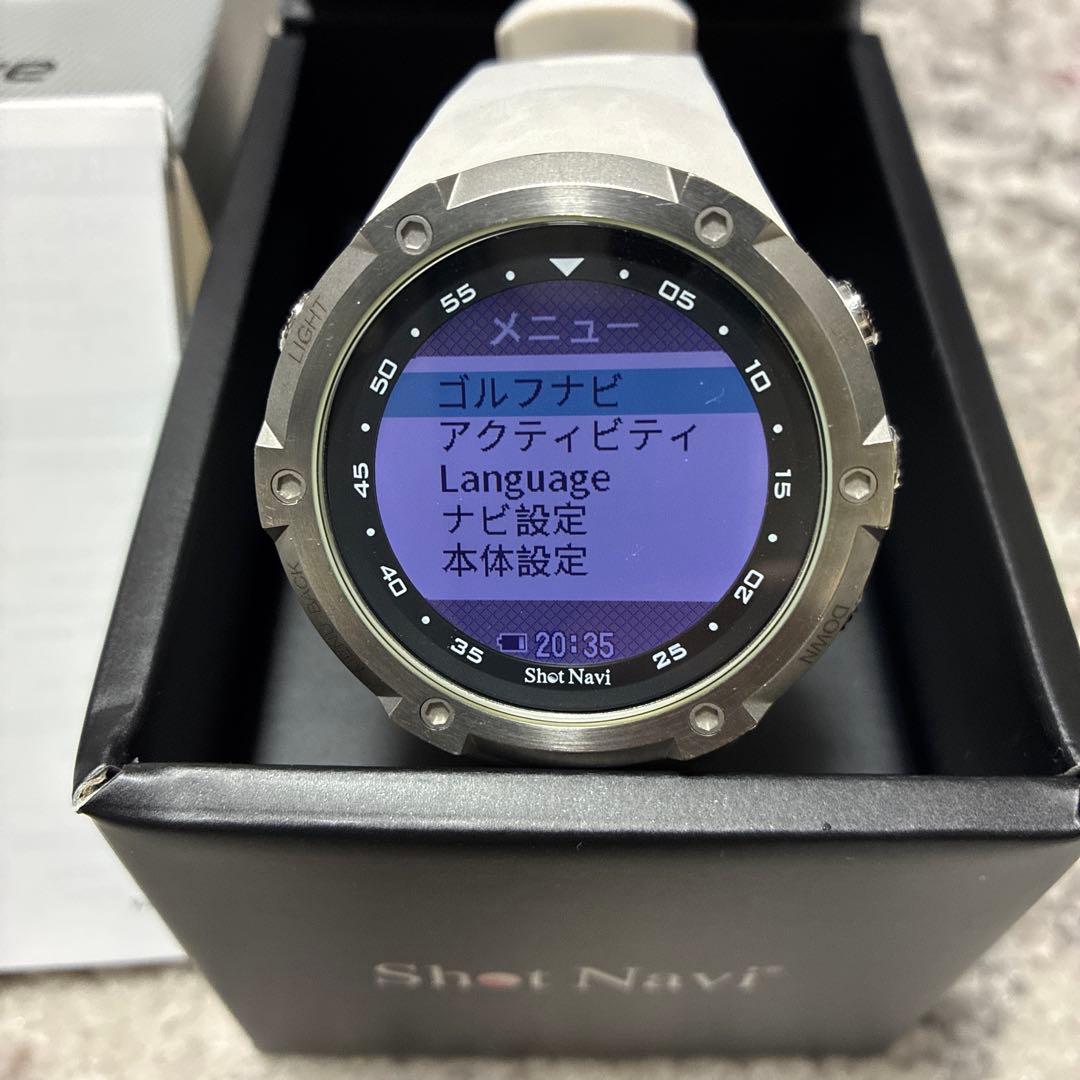 LIGHT
55
05
50
10
45
15
40
20
35
25
メニュー
ゴルフナビ
アクティビティ
Language
ナビ設定
本体設定
20:35
Shot Navi
BACK
DOWN
Shot Navi